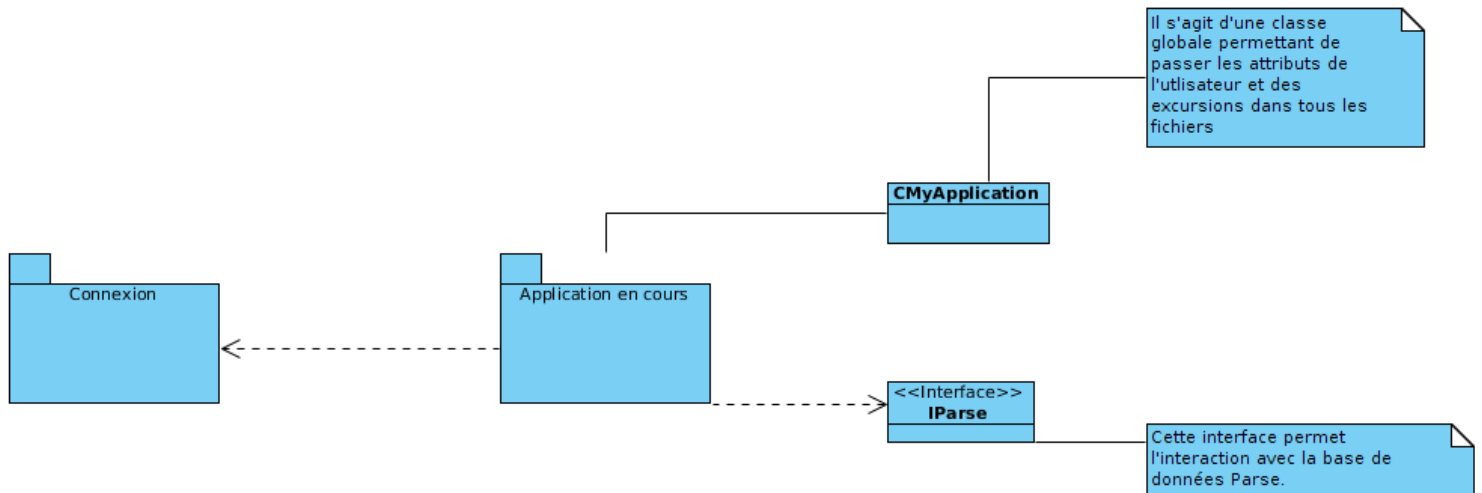 Il s'agit d'une classe
globale permettant de
passer les attributs de
l'utlisateur et des
excursions dans tous les
fichiers
CMyApplication
Connexion
Application en cours
<<Interface>>
IParse
Cette interface permet
l'interaction avec la base de
données Parse.